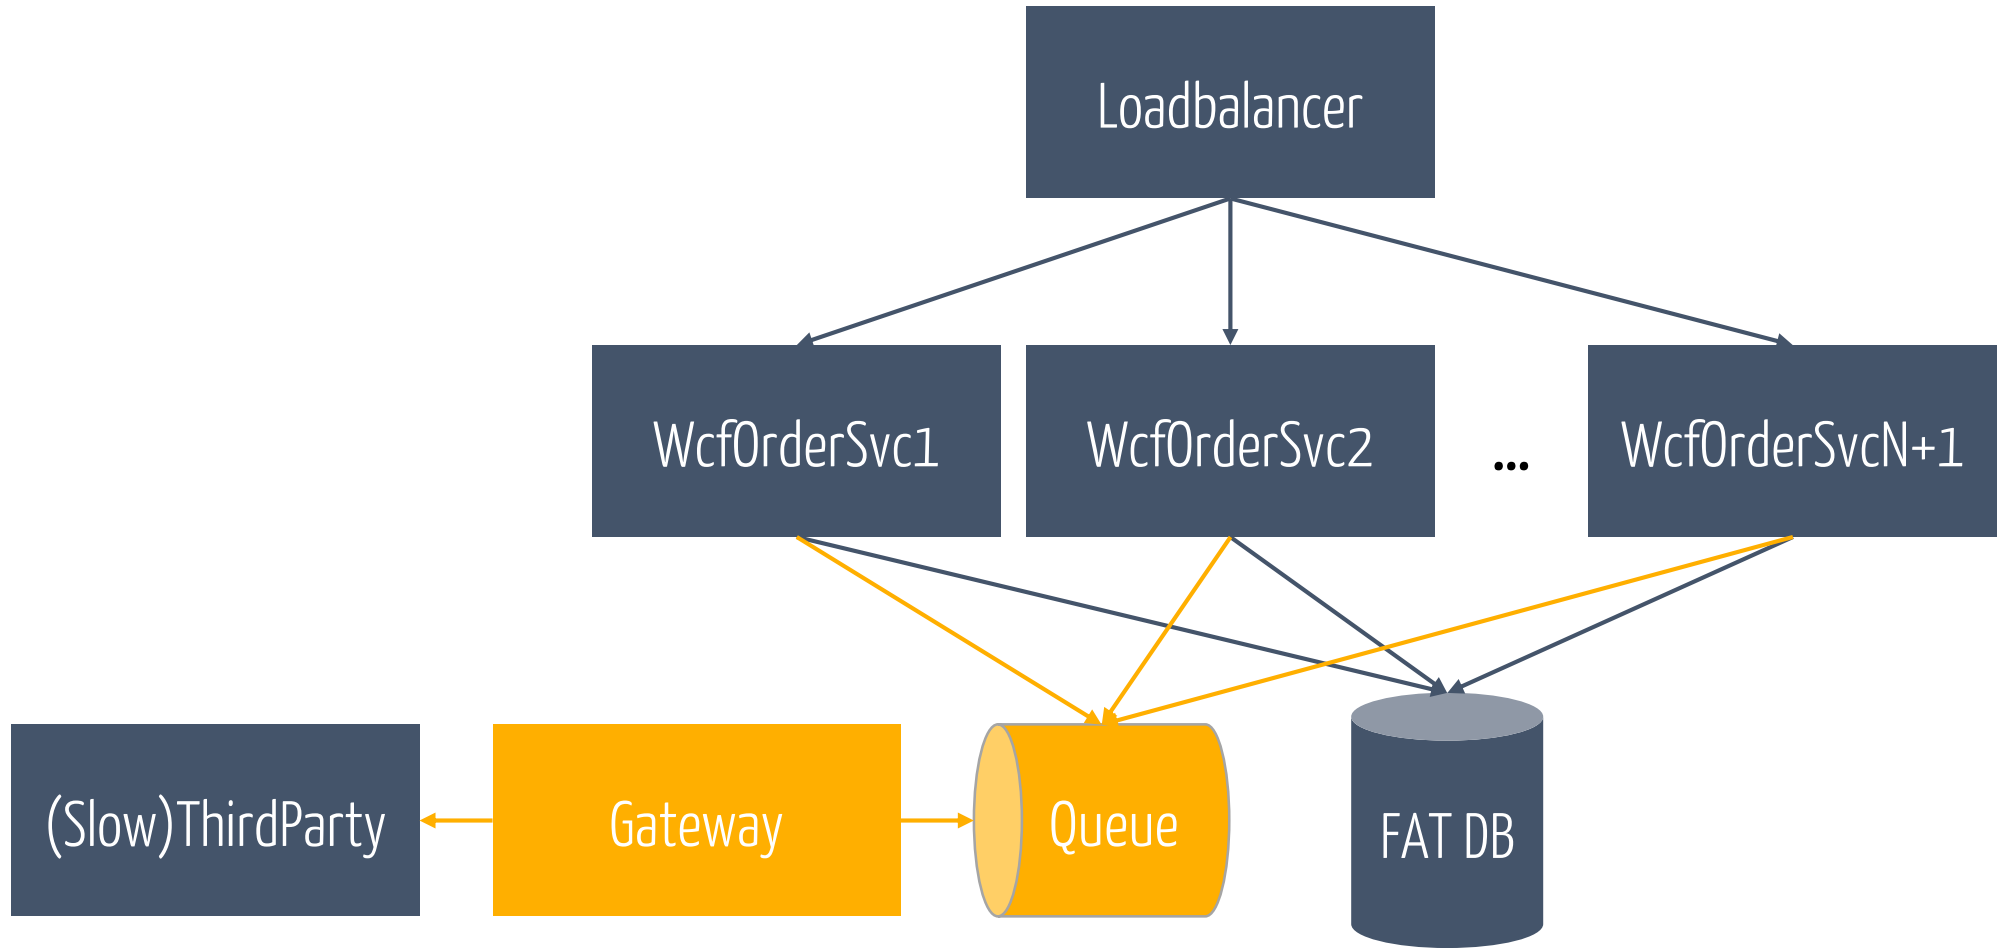 Loadbalancer
WcfOrderSvc1
WcfOrderSvc2
...
WcfOrderSvcN+1
(Slow)ThirdParty
Gateway
Queue
FAT DB